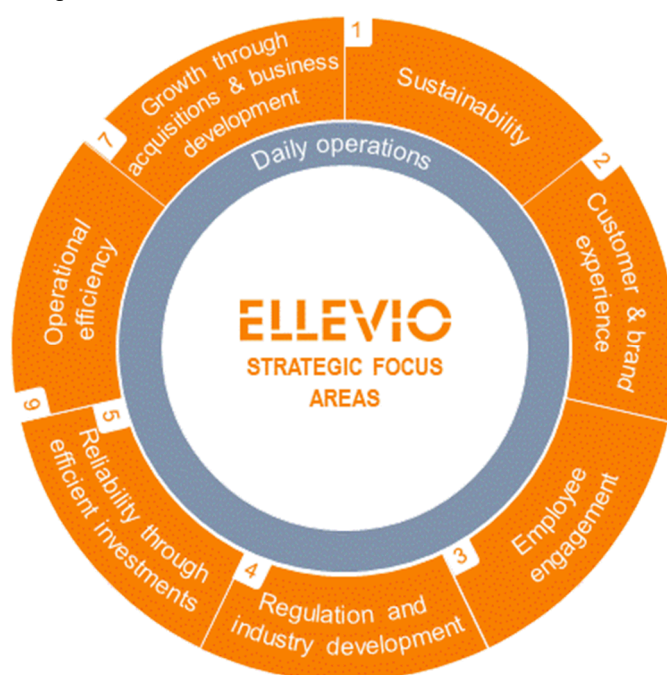 1
Sustainability
2
Customer & brand
experience
3
Employee
engagement
4
Regulation and
industry development
5
Reliability through
efficient investments
6
Operational
efficiency
7
Growth through
acquisitions & business
development
Daily operations
ELLEVIO
STRATEGIC FOCUS
AREAS